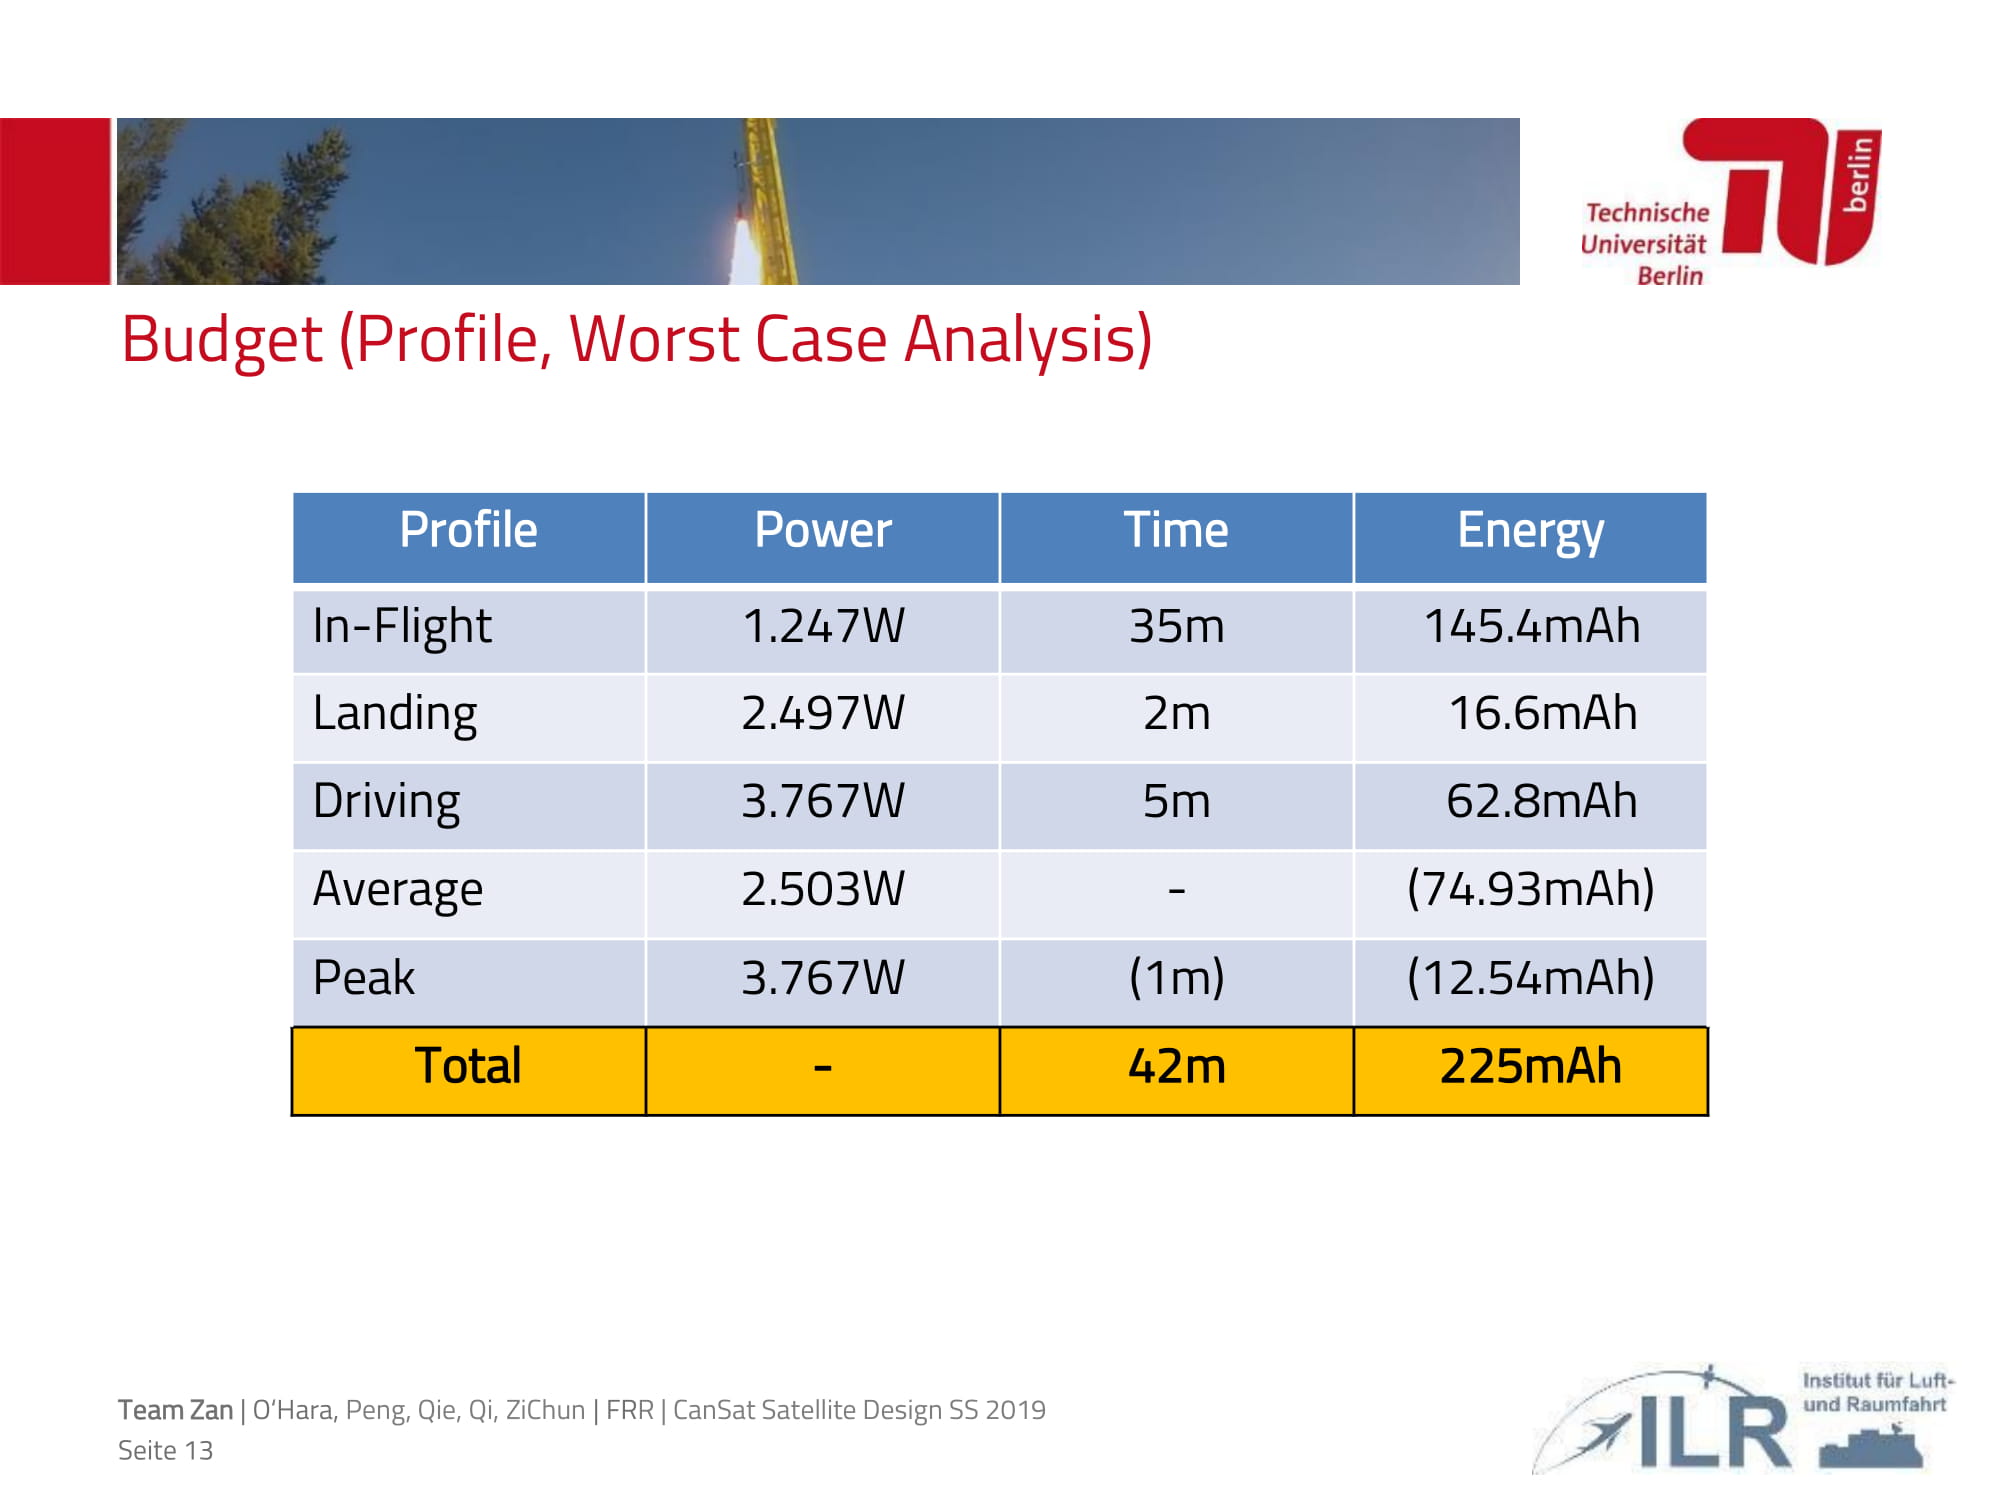 Technische
Universität
Berlin
berlin
Budget (Profile, Worst Case Analysis)
Profile Power Time Energy
In-Flight 1.247W 35m 145.4mAh
Landing 2.497W 2m 16.6mAh
Driving 3.767W 5m 62.8mAh
Average 2.503W - (74.93mAh)
Peak 3.767W (1m) (12.54mAh)
Total - 42m 225mAh
Team Zan | O‘Hara, Peng, Qie, Qi, ZiChun | FRR | CanSat Satellite Design SS 2019
Seite 13
ILR
Institut für Luft-
und Raumfahrt